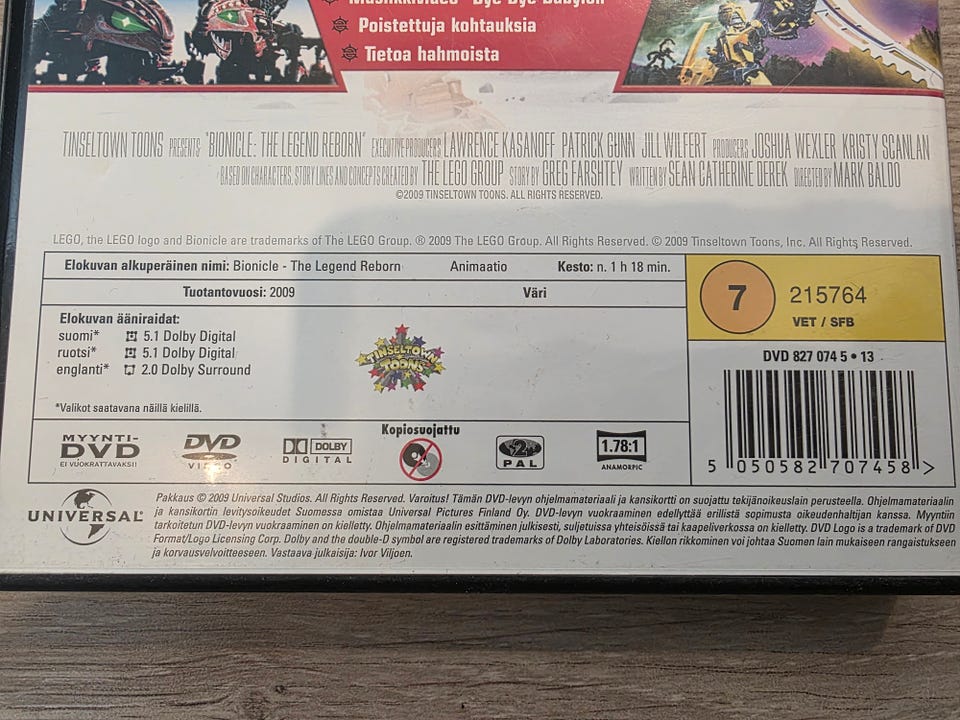 Poistettuja kohtauksia
Tietoa hahmoista
TINSELTOWN TOONS PRESENTS "BIONICLE: THE LEGEND REBORN" EXECUTIVE PRODUCERS LAWRENCE KASANOFF PATRICK GUNN JILL WILFERT PRODUCERS JOSHUA WEXLER KRISTY SCANLAN
BASED ON CHARACTERS, STORY LINES AND CONCEPTS CREATED BY THE LEGO GROUP STORY BY GREG FARSHTEY WRITTEN BY SEAN CATHERINE DEREK DIRECTED BY MARK BALDO
©2009 TINSELTOWN TOONS. ALL RIGHTS RESERVED.
LEGO, the LEGO logo and Bionicle are trademarks of The LEGO Group. ® 2009 The LEGO Group. All Rights Reserved. © 2009 Tinseltown Toons, Inc. All Rights Reserved.
Elokuvan alkuperäinen nimi: Bionicle - The Legend Reborn Animaatio Kesto: n. 1 h 18 min.
Tuotantovuosi: 2009 Väri
Elokuvan ääniraidat:
suomi* 5.1 Dolby Digital
ruotsi* 5.1 Dolby Digital
englanti* 2.0 Dolby Surround
*Valikot saatavana näillä kielillä.
TINSELTOWN
TOONS
7 215764
VET / SFB
DVD 827 074 5 • 13
5 050582 707458 >
MYYNTI-
DVD
EI VUOKRATTAVAKSI!
DVD
VIDEO
DOLBY
DIGITAL
Kopiosuojattu
2
PAL
1.78:1
ANAMORPIC
UNIVERSAL
Pakkaus © 2009 Universal Studios. All Rights Reserved. Varoitus! Tämän DVD-levyn ohjelmamateriaali ja kansikortti on suojattu tekijänoikeuslain perusteella. Ohjelmamateriaalin
ja kansikortin levitysoikeudet Suomessa omistaa Universal Pictures Finland Oy. DVD-levyn vuokraaminen edellyttää erillistä sopimusta oikeudenhaltijan kanssa. Myyntiin
tarkoitetun DVD-levyn vuokraaminen on kielletty. Ohjelmamateriaalin esittäminen julkisesti, suljetuissa yhteisöissä tai kaapeliverkossa on kielletty. DVD Logo is a trademark of DVD
Format/Logo Licensing Corp. Dolby and the double-D symbol are registered trademarks of Dolby Laboratories. Kiellon rikkominen voi johtaa Suomen lain mukaiseen rangaistukseen
ja korvausvelvoitteeseen. Vastaava julkaisija: Ivor Viljoen.